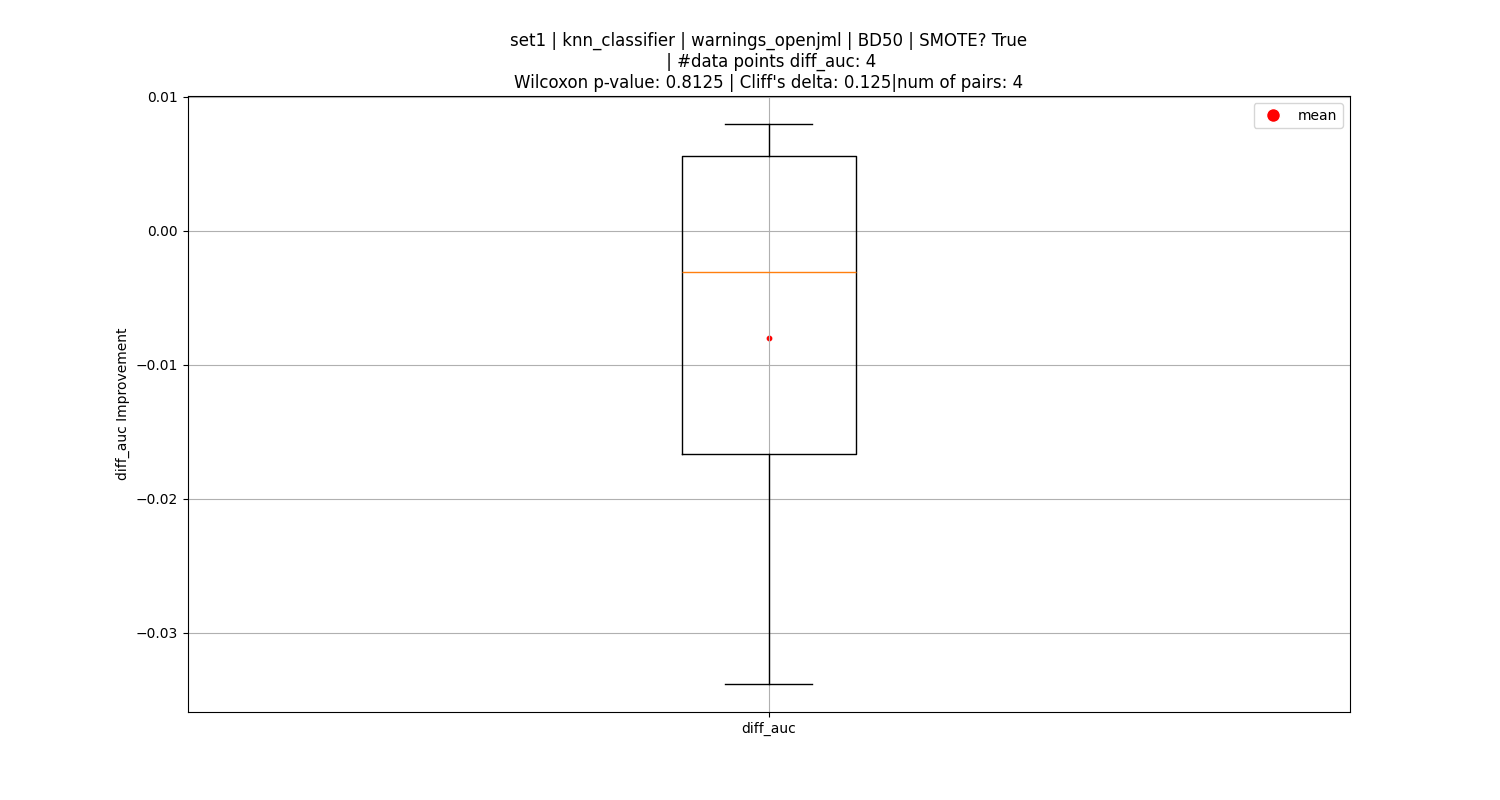 set1 | knn_classifier | warnings_openjml | BD50 | SMOTE? True
| #data points diff_auc: 4
Wilcoxon p-value: 0.8125 | Cliff's delta: 0.125|num of pairs: 4
mean
0.01
0.00
−0.01
−0.02
−0.03
diff_auc Improvement
diff_auc